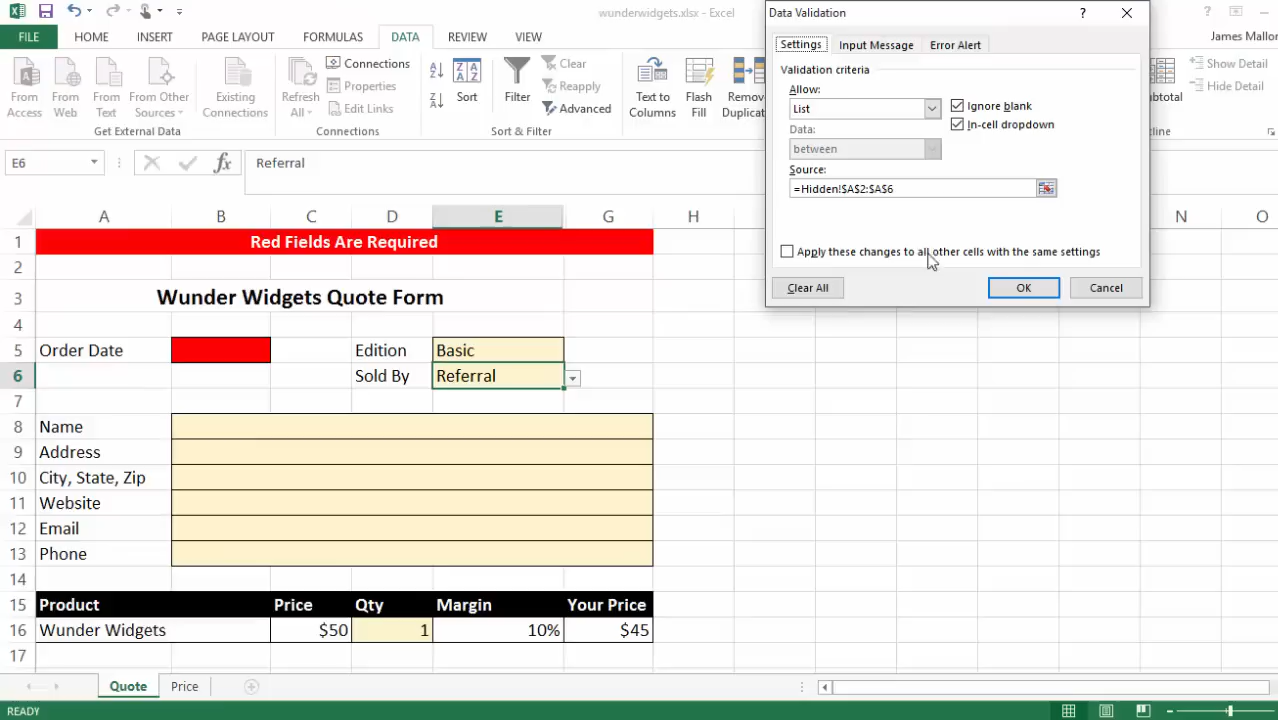 wunderwidgets.xlsx - Excel
FILE HOME INSERT PAGE LAYOUT FORMULAS DATA REVIEW VIEW James Mallor
From Access
From Web
From Text
From Other Sources
Get External Data
Existing Connections
Refresh All
Connections
Properties
Edit Links
Connections
Sort
Filter
Clear
Reapply
Advanced
Sort & Filter
Text to Columns
Flash Fill
Remove Duplicat
ubtotal
Show Detail
Hide Detail
line
Data Validation ?
Settings Input Message Error Alert
Validation criteria
Allow:
List
Ignore blank
In-cell dropdown
Data:
between
Source:
=Hidden!$A$2:$A$6
Apply these changes to all other cells with the same settings
Clear All OK Cancel
E6 fx Referral
A B C D E G H N O
1 Red Fields Are Required
2
3 Wunder Widgets Quote Form
4
5 Order Date Edition Basic
6 Sold By Referral
7
8 Name
9 Address
10 City, State, Zip
11 Website
12 Email
13 Phone
14
15 Product Price Qty Margin Your Price
16 Wunder Widgets $50 1 10% $45
17
Quote Price
READY